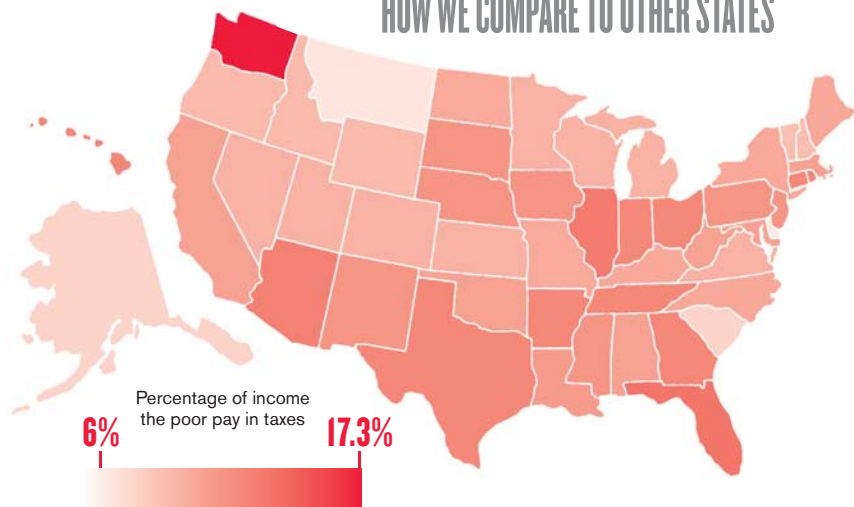 HOW WE COMPARE TO OTHER STATES
Percentage of income
the poor pay in taxes
6%
17.3%